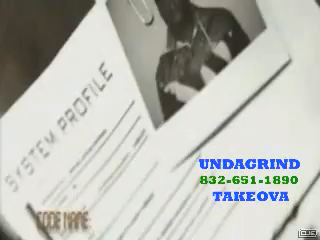 SYSTEM PROFILE
CODE NAME:
UNDAGRIND
832-651-1890
TAKEOVA